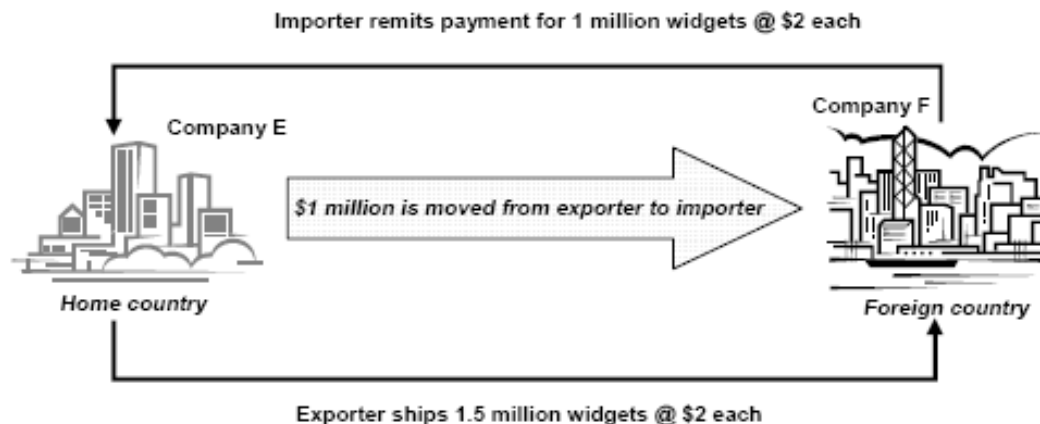 Importer remits payment for 1 million widgets @ $2 each
Company E
Company F
$1 million is moved from exporter to importer
Home country
Foreign country
Exporter ships 1.5 million widgets @ $2 each